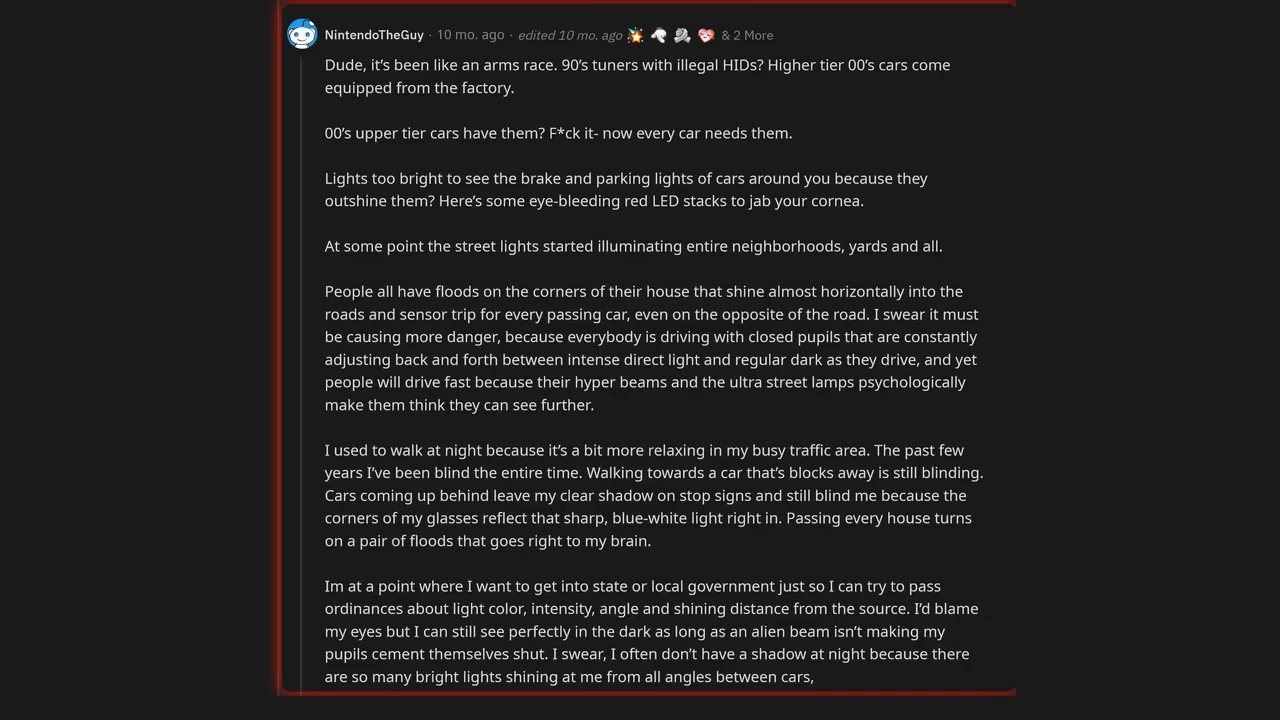 NintendoTheGuy · 10 mo. ago · edited 10 mo. ago & 2 More
Dude, it’s been like an arms race. 90’s tuners with illegal HIDs? Higher tier 00’s cars come
equipped from the factory.
00’s upper tier cars have them? F*ck it- now every car needs them.
Lights too bright to see the brake and parking lights of cars around you because they
outshine them? Here’s some eye-bleeding red LED stacks to jab your cornea.
At some point the street lights started illuminating entire neighborhoods, yards and all.
People all have floods on the corners of their house that shine almost horizontally into the
roads and sensor trip for every passing car, even on the opposite of the road. I swear it must
be causing more danger, because everybody is driving with closed pupils that are constantly
adjusting back and forth between intense direct light and regular dark as they drive, and yet
people will drive fast because their hyper beams and the ultra street lamps psychologically
make them think they can see further.
I used to walk at night because it’s a bit more relaxing in my busy traffic area. The past few
years I’ve been blind the entire time. Walking towards a car that’s blocks away is still blinding.
Cars coming up behind leave my clear shadow on stop signs and still blind me because the
corners of my glasses reflect that sharp, blue-white light right in. Passing every house turns
on a pair of floods that goes right to my brain.
Im at a point where I want to get into state or local government just so I can try to pass
ordinances about light color, intensity, angle and shining distance from the source. I’d blame
my eyes but I can still see perfectly in the dark as long as an alien beam isn’t making my
pupils cement themselves shut. I swear, I often don’t have a shadow at night because there
are so many bright lights shining at me from all angles between cars,